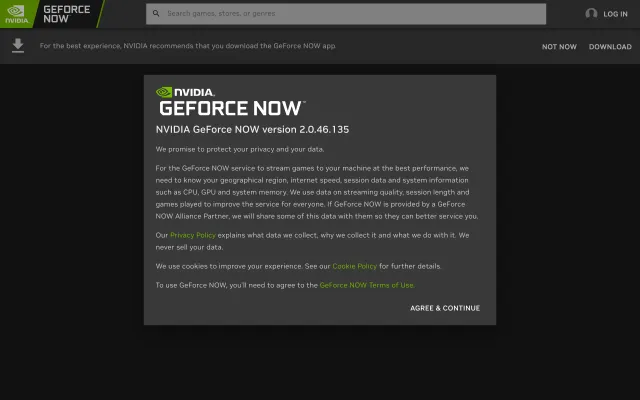 NVIDIA
GEFORCE
NOW
Search games, stores, or genres
LOG IN
For the best experience, NVIDIA recommends that you download the GeForce NOW app.
NOT NOW
DOWNLOAD
NVIDIA.
GEFORCE NOW™
NVIDIA GeForce NOW version 2.0.46.135
We promise to protect your privacy and your data.
For the GeForce NOW service to stream games to your machine at the best performance, we
need to know your geographical region, internet speed, session data and system information
such as CPU, GPU and system memory. We use data on streaming quality, session length and
games played to improve the service for everyone. If GeForce NOW is provided by a GeForce
NOW Alliance Partner, we will share some of this data with them so they can better service you.
Our Privacy Policy explains what data we collect, why we collect it and what we do with it. We
never sell your data.
We use cookies to improve your experience. See our Cookie Policy for further details.
To use GeForce NOW, you'll need to agree to the GeForce NOW Terms of Use.
AGREE & CONTINUE